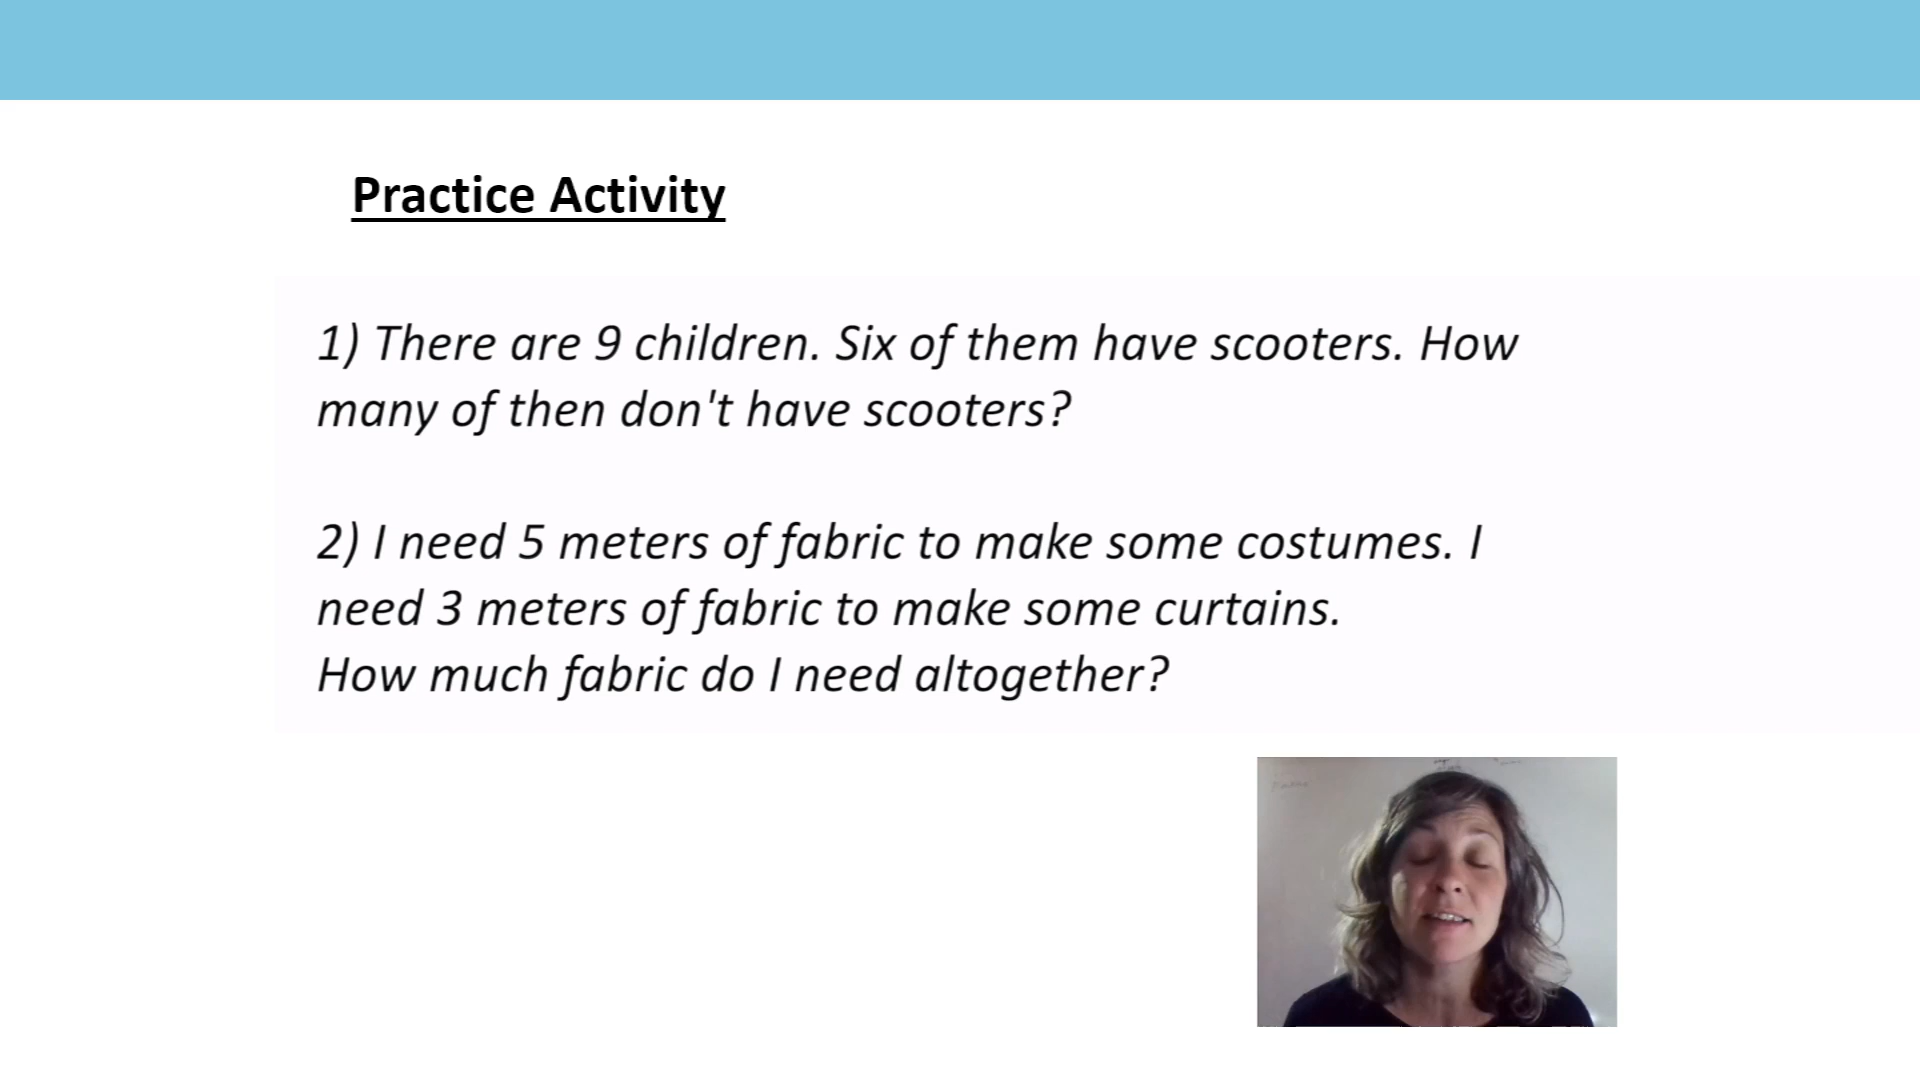 Practice Activity
1) There are 9 children. Six of them have scooters. How
many of then don't have scooters?
2) I need 5 meters of fabric to make some costumes. I
need 3 meters of fabric to make some curtains.
How much fabric do I need altogether?